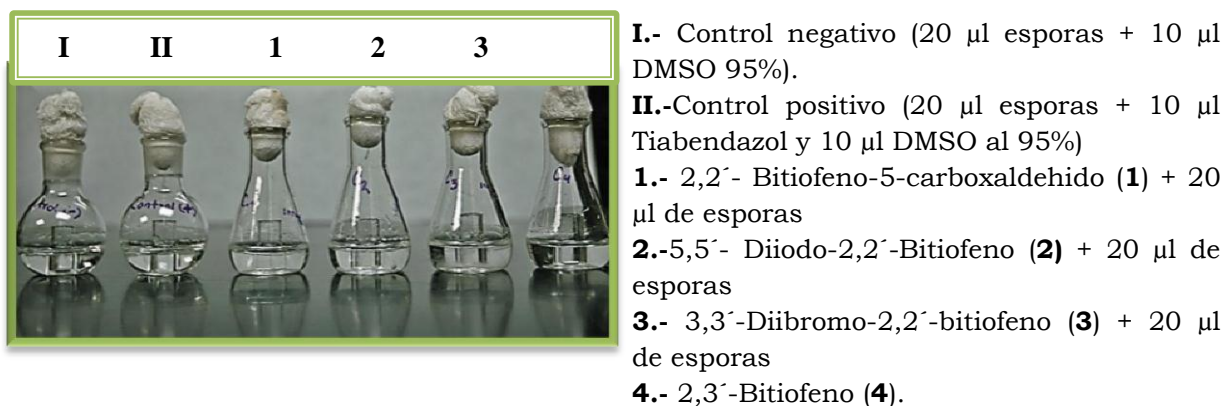 I II 1 2 3
C2
C3
C4
I.- Control negativo (20 µl esporas + 10 µl
DMSO 95%).
II.-Control positivo (20 µl esporas + 10 µl
Tiabendazol y 10 µl DMSO al 95%)
1.- 2,2´- Bitiofeno-5-carboxaldehido (1) + 20
µl de esporas
2.-5,5´- Diiodo-2,2´-Bitiofeno (2) + 20 µl de
esporas
3.- 3,3´-Diibromo-2,2´-bitiofeno (3) + 20 µl
de esporas
4.- 2,3´-Bitiofeno (4).